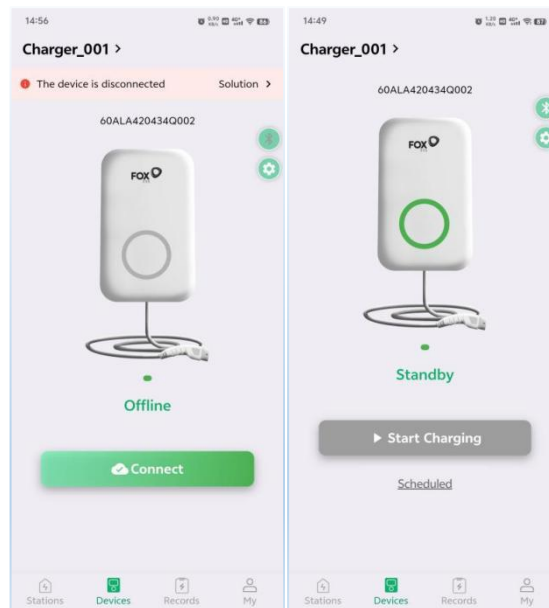 14:56
Charger_001 >
The device is disconnected Solution >
60ALA420434Q002
FOX
Offline
Connect
Stations Devices Records My
14:49
Charger_001 >
60ALA420434Q002
FOX
Standby
Start Charging
Scheduled
Stations Devices Records My